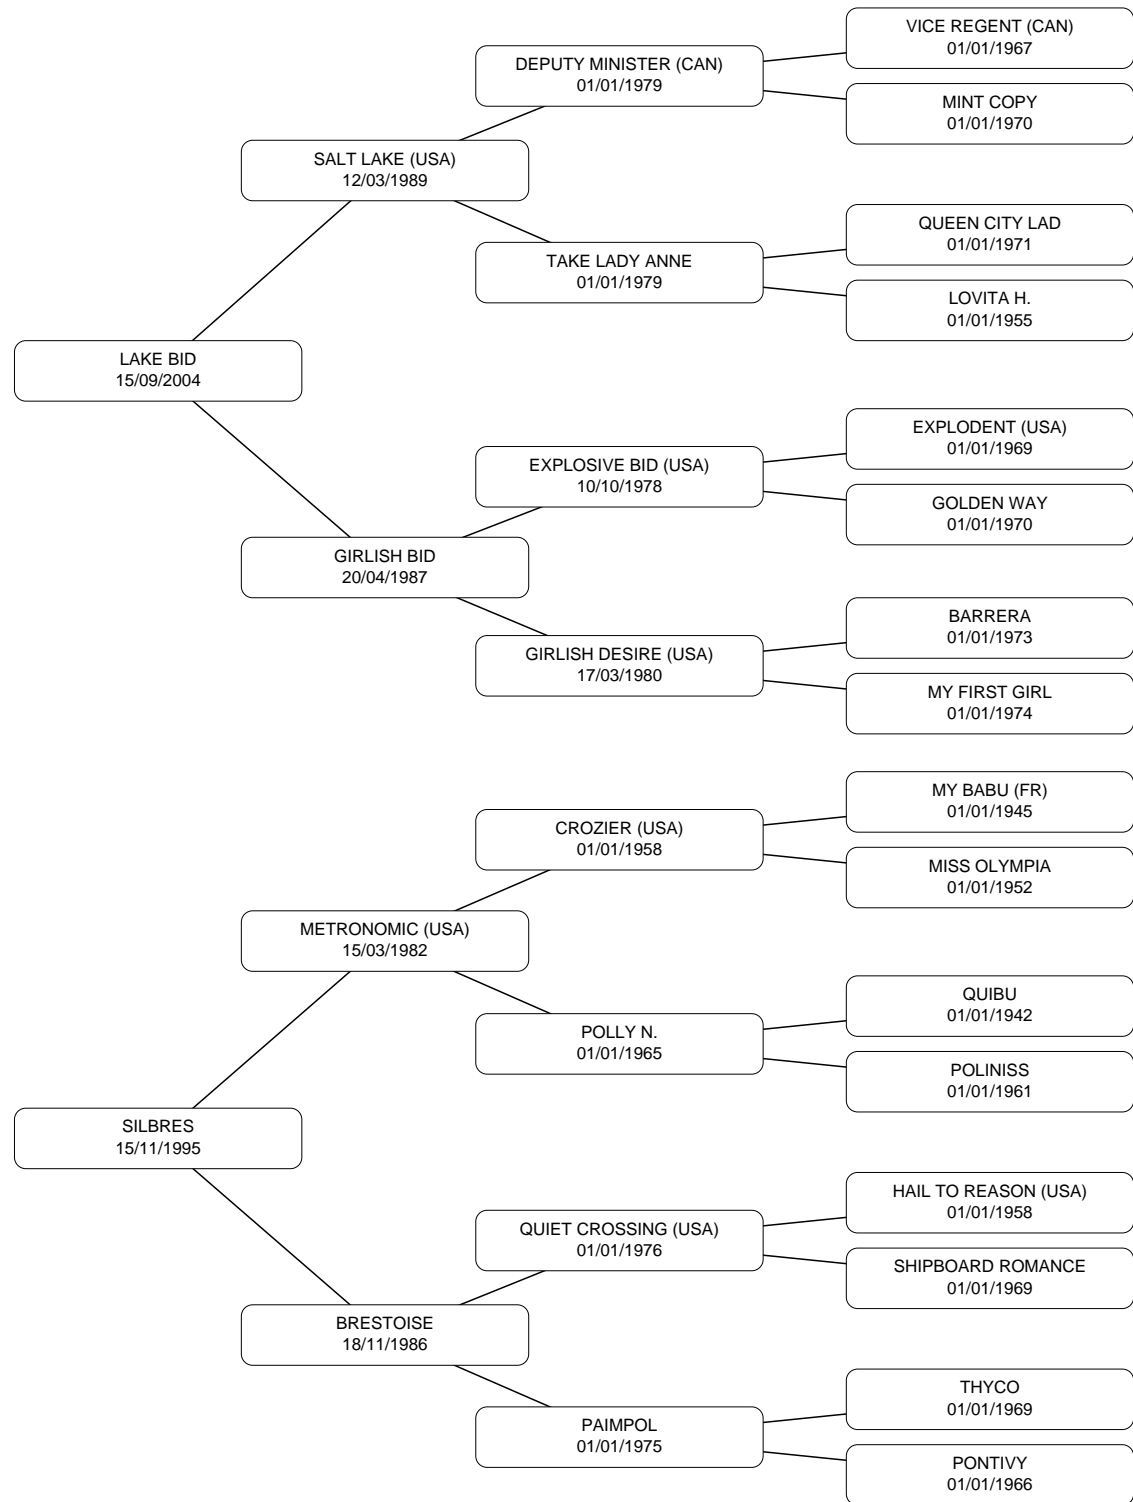 VICE REGENT (CAN)
01/01/1967
DEPUTY MINISTER (CAN)
01/01/1979
MINT COPY
01/01/1970
SALT LAKE (USA)
12/03/1989
QUEEN CITY LAD
01/01/1971
TAKE LADY ANNE
01/01/1979
LOVITA H.
01/01/1955
LAKE BID
15/09/2004
EXPLODENT (USA)
01/01/1969
EXPLOSIVE BID (USA)
10/10/1978
GOLDEN WAY
01/01/1970
GIRLISH BID
20/04/1987
BARRERA
01/01/1973
GIRLISH DESIRE (USA)
17/03/1980
MY FIRST GIRL
01/01/1974
MY BABU (FR)
01/01/1945
CROZIER (USA)
01/01/1958
MISS OLYMPIA
01/01/1952
METRONOMIC (USA)
15/03/1982
QUIBU
01/01/1942
POLLY N.
01/01/1965
POLINISS
01/01/1961
SILBRES
15/11/1995
HAIL TO REASON (USA)
01/01/1958
QUIET CROSSING (USA)
01/01/1976
SHIPBOARD ROMANCE
01/01/1969
BRESTOISE
18/11/1986
THYCO
01/01/1969
PAIMPOL
01/01/1975
PONTIVY
01/01/1966